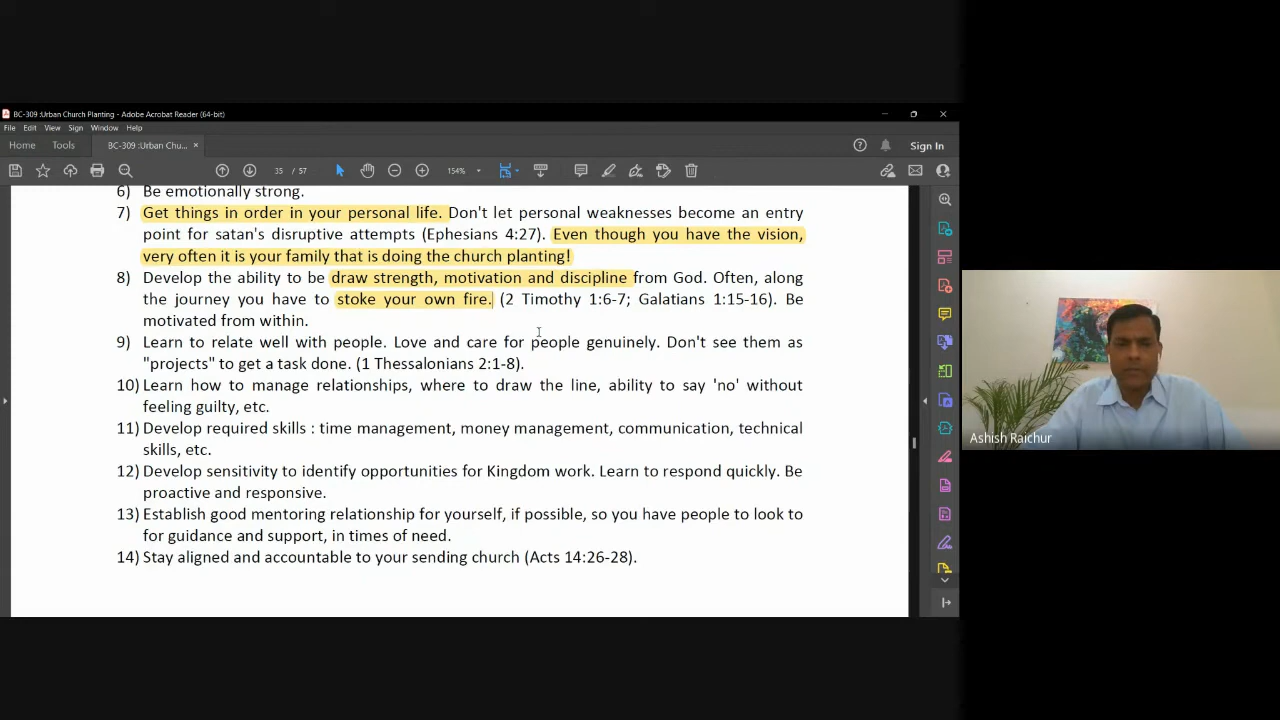 BC-309 :Urban Church Planting - Adobe Acrobat Reader (64-bit)
File Edit View Sign Window Help
Home Tools BC-309 :Urban Chu... × Sign In
35 / 57 154%
6) Be emotionally strong.
7) Get things in order in your personal life. Don't let personal weaknesses become an entry
point for satan's disruptive attempts (Ephesians 4:27). Even though you have the vision,
very often it is your family that is doing the church planting!
8) Develop the ability to be draw strength, motivation and discipline from God. Often, along
the journey you have to stoke your own fire. (2 Timothy 1:6-7; Galatians 1:15-16). Be
motivated from within.
9) Learn to relate well with people. Love and care for people genuinely. Don't see them as
"projects" to get a task done. (1 Thessalonians 2:1-8).
10) Learn how to manage relationships, where to draw the line, ability to say 'no' without
feeling guilty, etc.
11) Develop required skills : time management, money management, communication, technical
skills, etc.
12) Develop sensitivity to identify opportunities for Kingdom work. Learn to respond quickly. Be
proactive and responsive.
13) Establish good mentoring relationship for yourself, if possible, so you have people to look to
for guidance and support, in times of need.
14) Stay aligned and accountable to your sending church (Acts 14:26-28).
Ashish Raichur